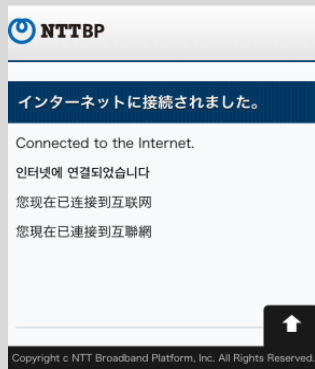 NTTBP
インターネットに接続されました。
Connected to the Internet.
인터넷에 연결되었습니다
您现在已连接到互联网
您現在已連接到互聯網
Copyright c NTT Broadband Platform, Inc. All Rights Reserved.